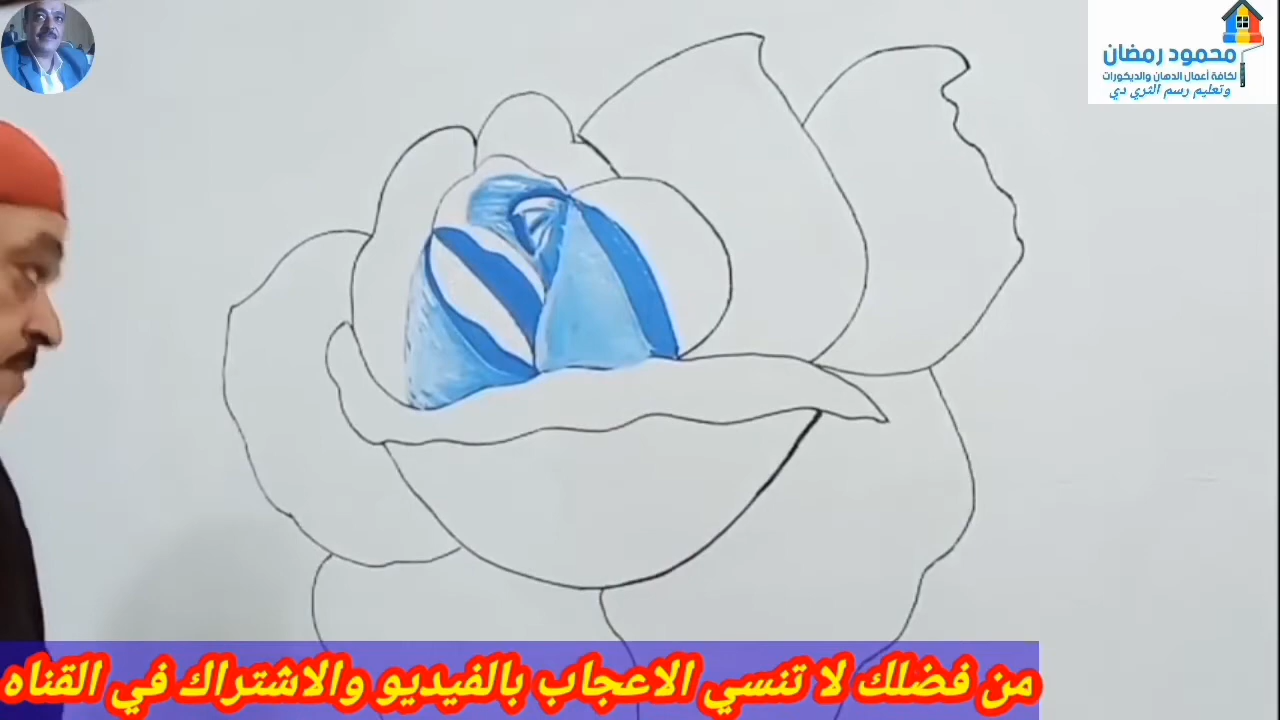 محمود رمضان
لكافة أعمال الدهان والديكورات
وتعليم رسم الثري دي
من فضلك لا تنسي الاعجاب بالفيديو والاشتراك في القناه